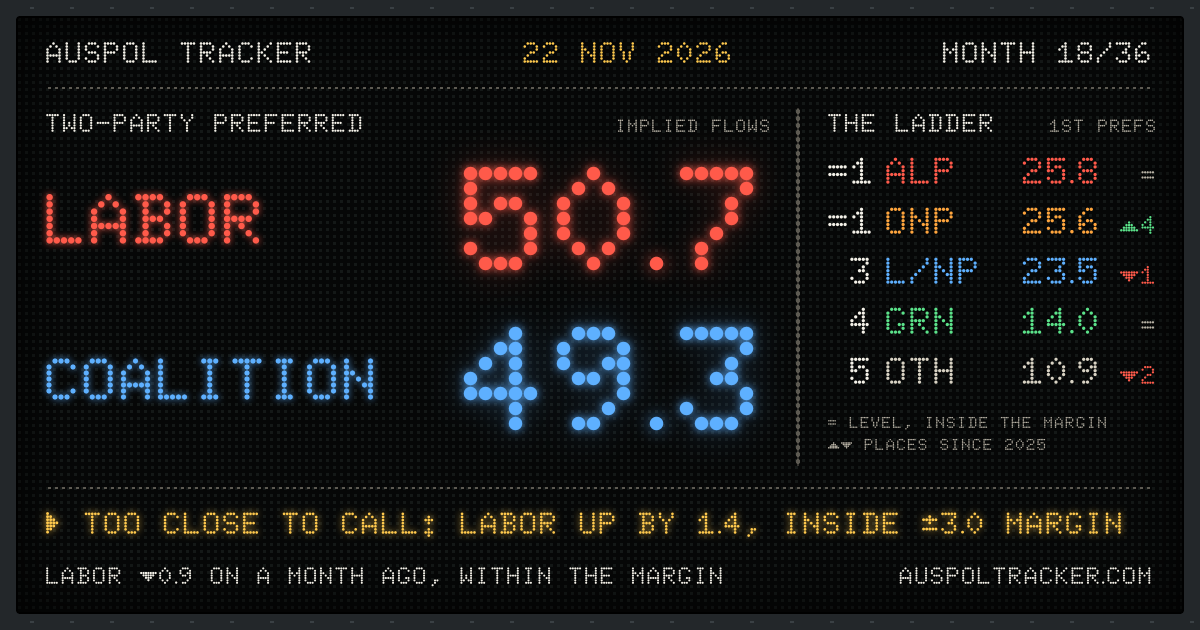 AUSPOL TRACKER 22 NOV 2026 MONTH 18/36
TWO-PARTY PREFERRED IMPLIED FLOWS
LABOR 50.7
COALITION 49.3
THE LADDER 1ST PREFS
=1 ALP 25.8 =
=1 ONP 25.6 ▲4
3 L/NP 23.5 ▼1
4 GRN 14.0 =
5 OTH 10.9 ▼2
= LEVEL, INSIDE THE MARGIN
▲▼ PLACES SINCE 2025
▶ TOO CLOSE TO CALL: LABOR UP BY 1.4, INSIDE ±3.0 MARGIN
LABOR ▼0.9 ON A MONTH AGO, WITHIN THE MARGIN AUSPOLTRACKER.COM